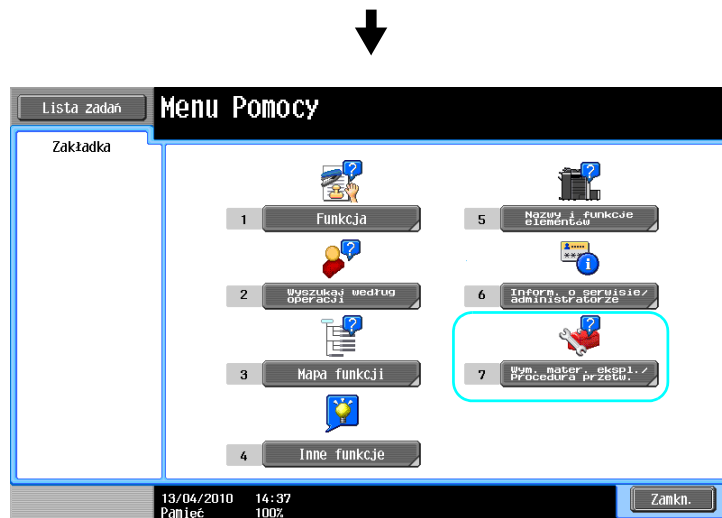 Lista zadań
Menu Pomocy
Zakładka
1 Funkcja
2 Wyszukaj według
operacji
3 Mapa funkcji
4 Inne funkcje
5 Nazwy i funkcje
elementów
6 Inform. o serwisie/
administratorze
7 Wym. mater. ekspl./
Procedura przetw.
13/04/2010 14:37
Pamięć 100%
Zamkn.